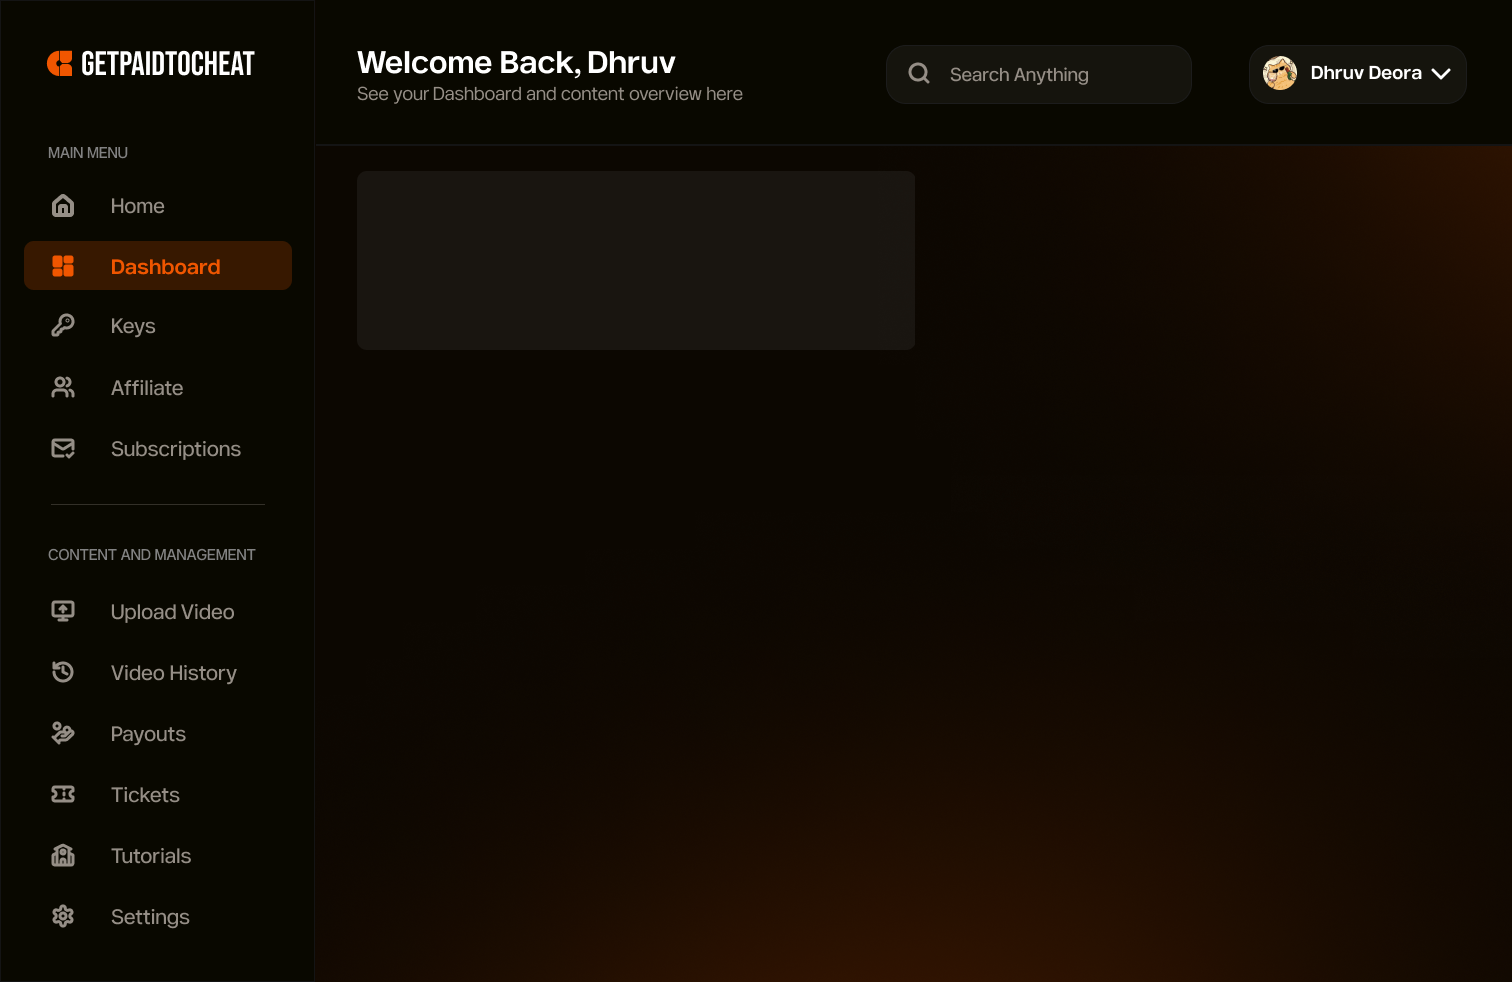 GETPAIDTOCHEAT
MAIN MENU
Home
Dashboard
Keys
Affiliate
Subscriptions
CONTENT AND MANAGEMENT
Upload Video
Video History
Payouts
Tickets
Tutorials
Settings
Welcome Back, Dhruv
See your Dashboard and content overview here
Search Anything
Dhruv Deora